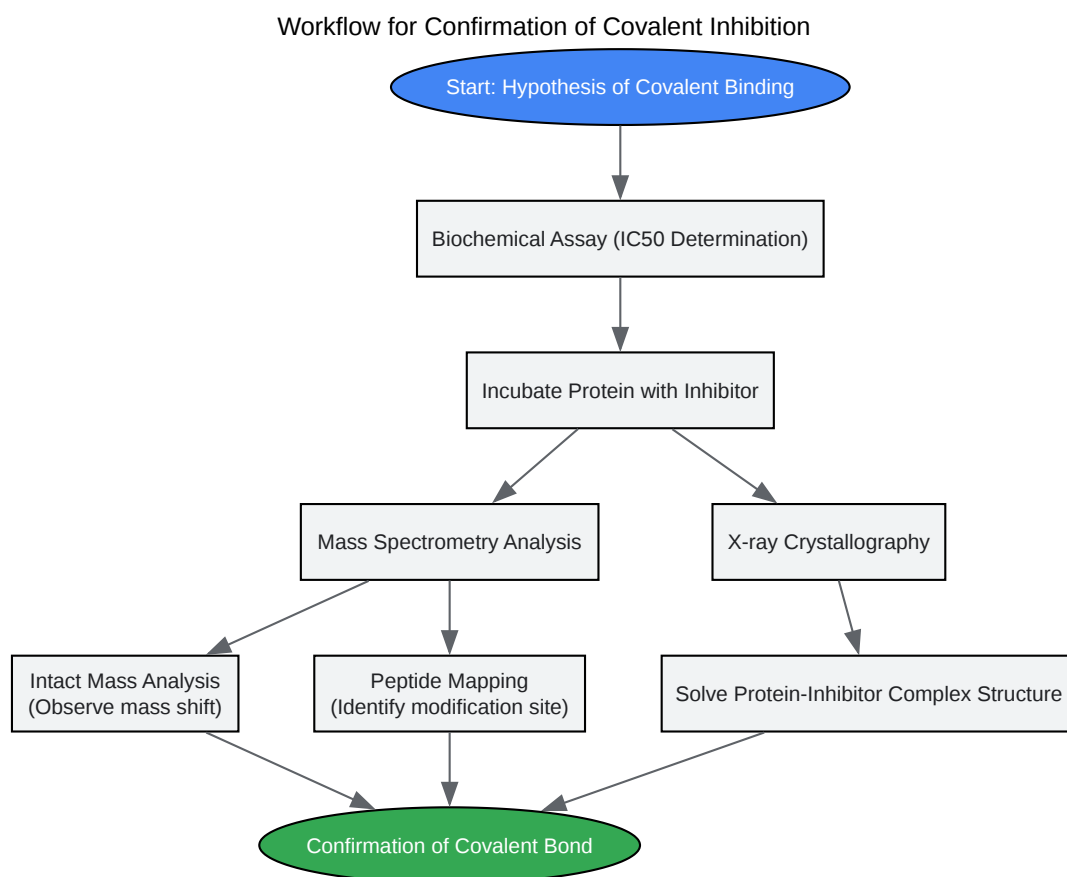 Workflow for Confirmation of Covalent Inhibition
Start: Hypothesis of Covalent Binding
Biochemical Assay (IC50 Determination)
Incubate Protein with Inhibitor
Mass Spectrometry Analysis
X-ray Crystallography
Intact Mass Analysis
(Observe mass shift)
Peptide Mapping
(Identify modification site)
Solve Protein-Inhibitor Complex Structure
Confirmation of Covalent Bond